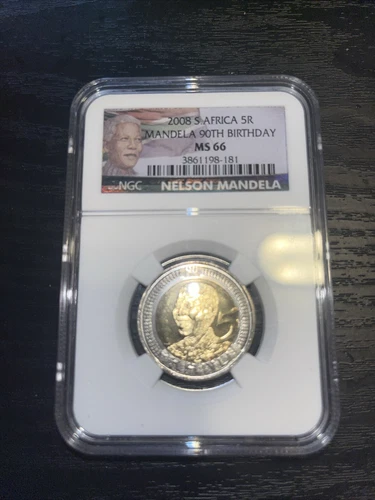 2008 S AFRICA 5R
MANDELA 90TH BIRTHDAY
MS 66
3861198-181
NGC
NELSON MANDELA